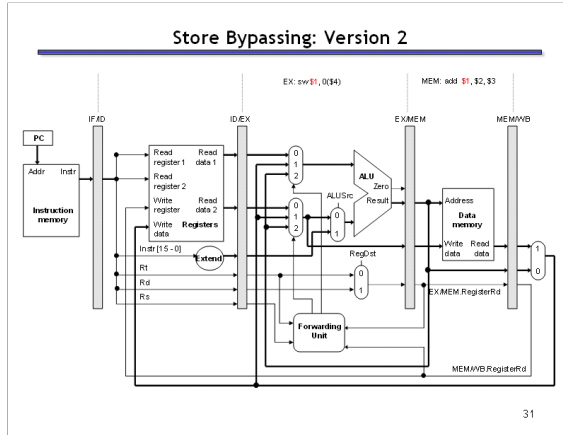 Store Bypassing: Version 2
EX: sw $1, 0($4)
MEM: add $1, $2, $3
IF/ID
ID/EX
EX/MEM
MEM/WB
PC
Addr Instr
Instruction
memory
Read
register 1
Read
data 1
Read
register 2
Write
register
Read
data 2
Write
data
Registers
Instr [15 - 0]
Extend
Rt
Rd
Rs
0
1
2
0
1
2
ALUSrc
0
1
ALU
Zero
Result
RegDst
0
1
Address
Data
memory
Write
data
Read
data
1
0
EX/MEM.RegisterRd
Forwarding
Unit
MEM/WB.RegisterRd
31